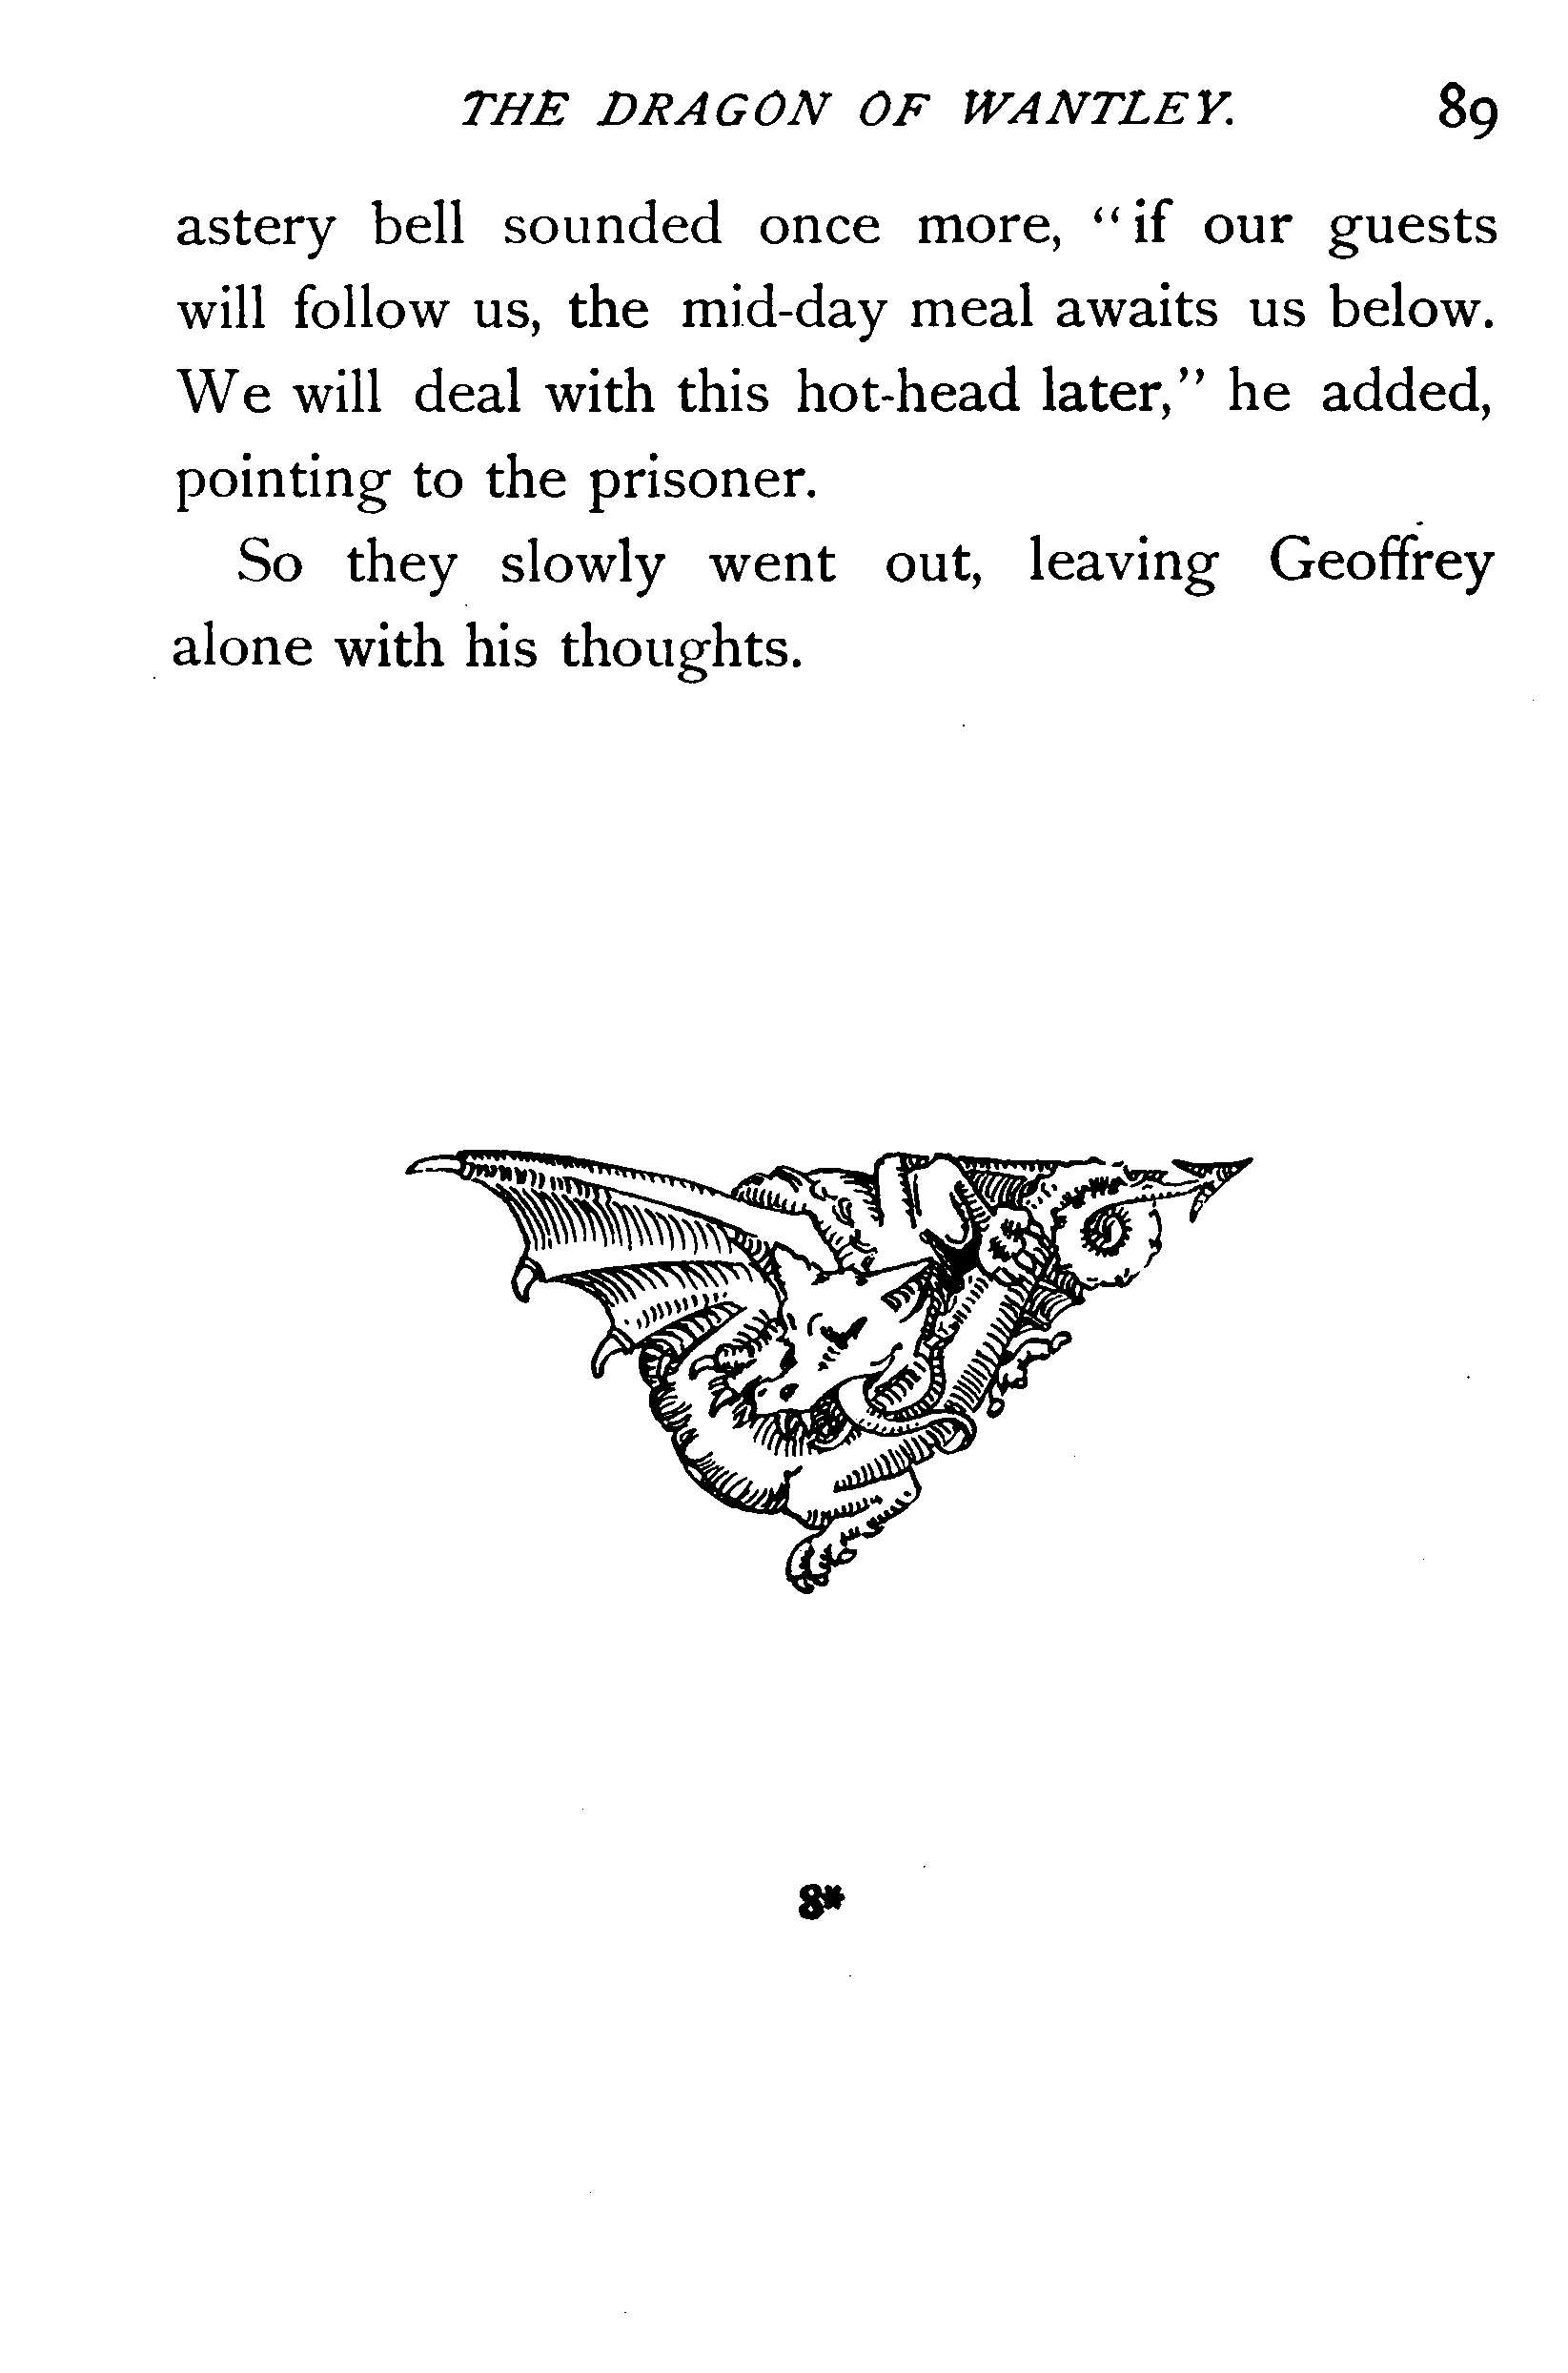 THE DRAGON OF WANTLEY. 89
astery bell sounded once more, “if our guests
will follow us, the mid-day meal awaits us below.
We will deal with this hot-head later,” he added,
pointing to the prisoner.
So they slowly went out, leaving Geoffrey
alone with his thoughts.
8*